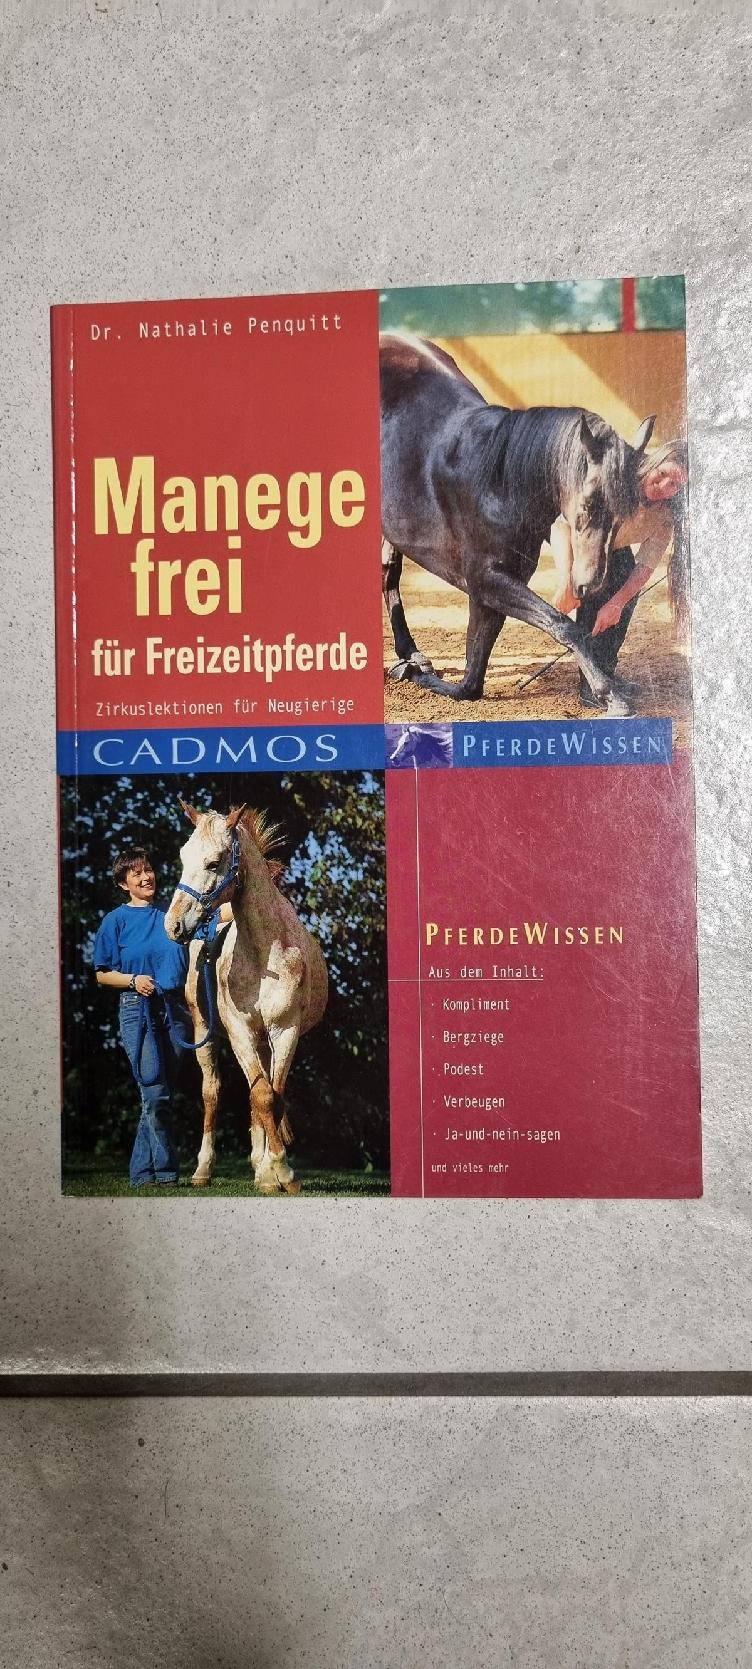 Dr. Nathalie Penquitt
Manege
frei
für Freizeitpferde
Zirkuslektionen für Neugierige
CADMOS
PFERDEWISSEN
PFERDEWISSEN
Aus dem Inhalt:
· Kompliment
· Bergziege
· Podest
· Verbeugen
· Ja-und-nein-sagen
und vieles mehr